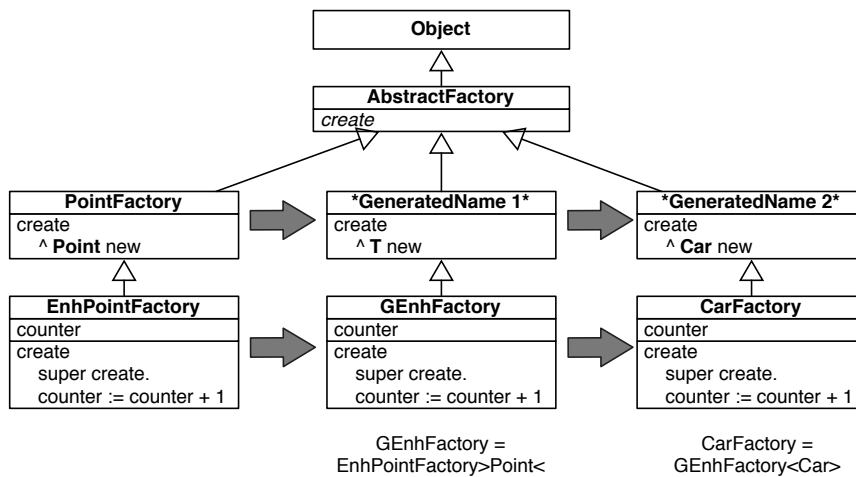 Object
AbstractFactory
create
PointFactory
create
^ Point new
*GeneratedName 1*
create
^ T new
*GeneratedName 2*
create
^ Car new
EnhPointFactory
counter
create
super create.
counter := counter + 1
GEnhFactory
counter
create
super create.
counter := counter + 1
CarFactory
counter
create
super create.
counter := counter + 1
GEnhFactory =
EnhPointFactory>Point<
CarFactory =
GEnhFactory<Car>